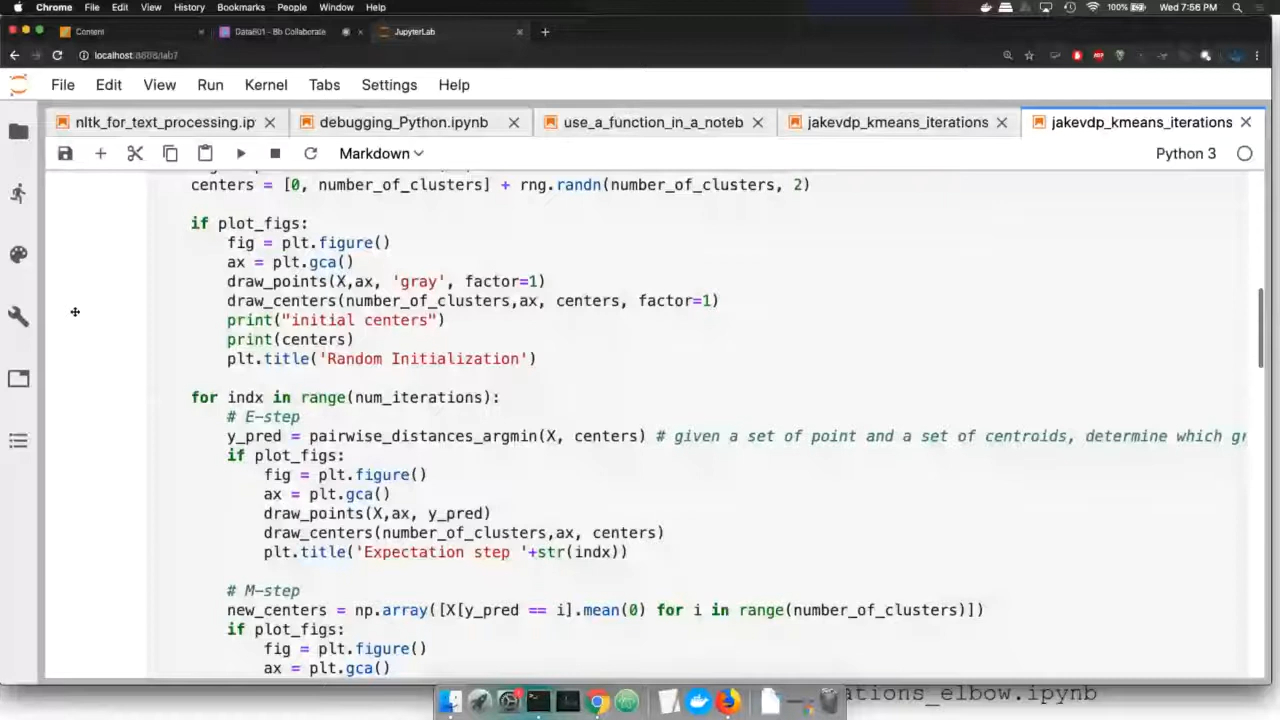 Chrome File Edit View History Bookmarks People Window Help 100% Wed 7:56 PM
Content Data601 - Bb Collaborate JupyterLab
localhost:8888/lab?
File Edit View Run Kernel Tabs Settings Help
nltk_for_text_processing.ip debugging_Python.ipynb use_a_function_in_a_noteb jakevdp_kmeans_iterations jakevdp_kmeans_iterations
Markdown Python 3
centers = [0, number_of_clusters] + rng.randn(number_of_clusters, 2)
if plot_figs:
fig = plt.figure()
ax = plt.gca()
draw_points(X,ax, 'gray', factor=1)
draw_centers(number_of_clusters,ax, centers, factor=1)
print("initial centers")
print(centers)
plt.title('Random Initialization')
for indx in range(num_iterations):
# E-step
y_pred = pairwise_distances_argmin(X, centers) # given a set of point and a set of centroids, determine which gr
if plot_figs:
fig = plt.figure()
ax = plt.gca()
draw_points(X,ax, y_pred)
draw_centers(number_of_clusters,ax, centers)
plt.title('Expectation step '+str(indx))
# M-step
new_centers = np.array([X[y_pred == i].mean(0) for i in range(number_of_clusters)])
if plot_figs:
fig = plt.figure()
ax = plt.gca()
ations_elbow.ipynb